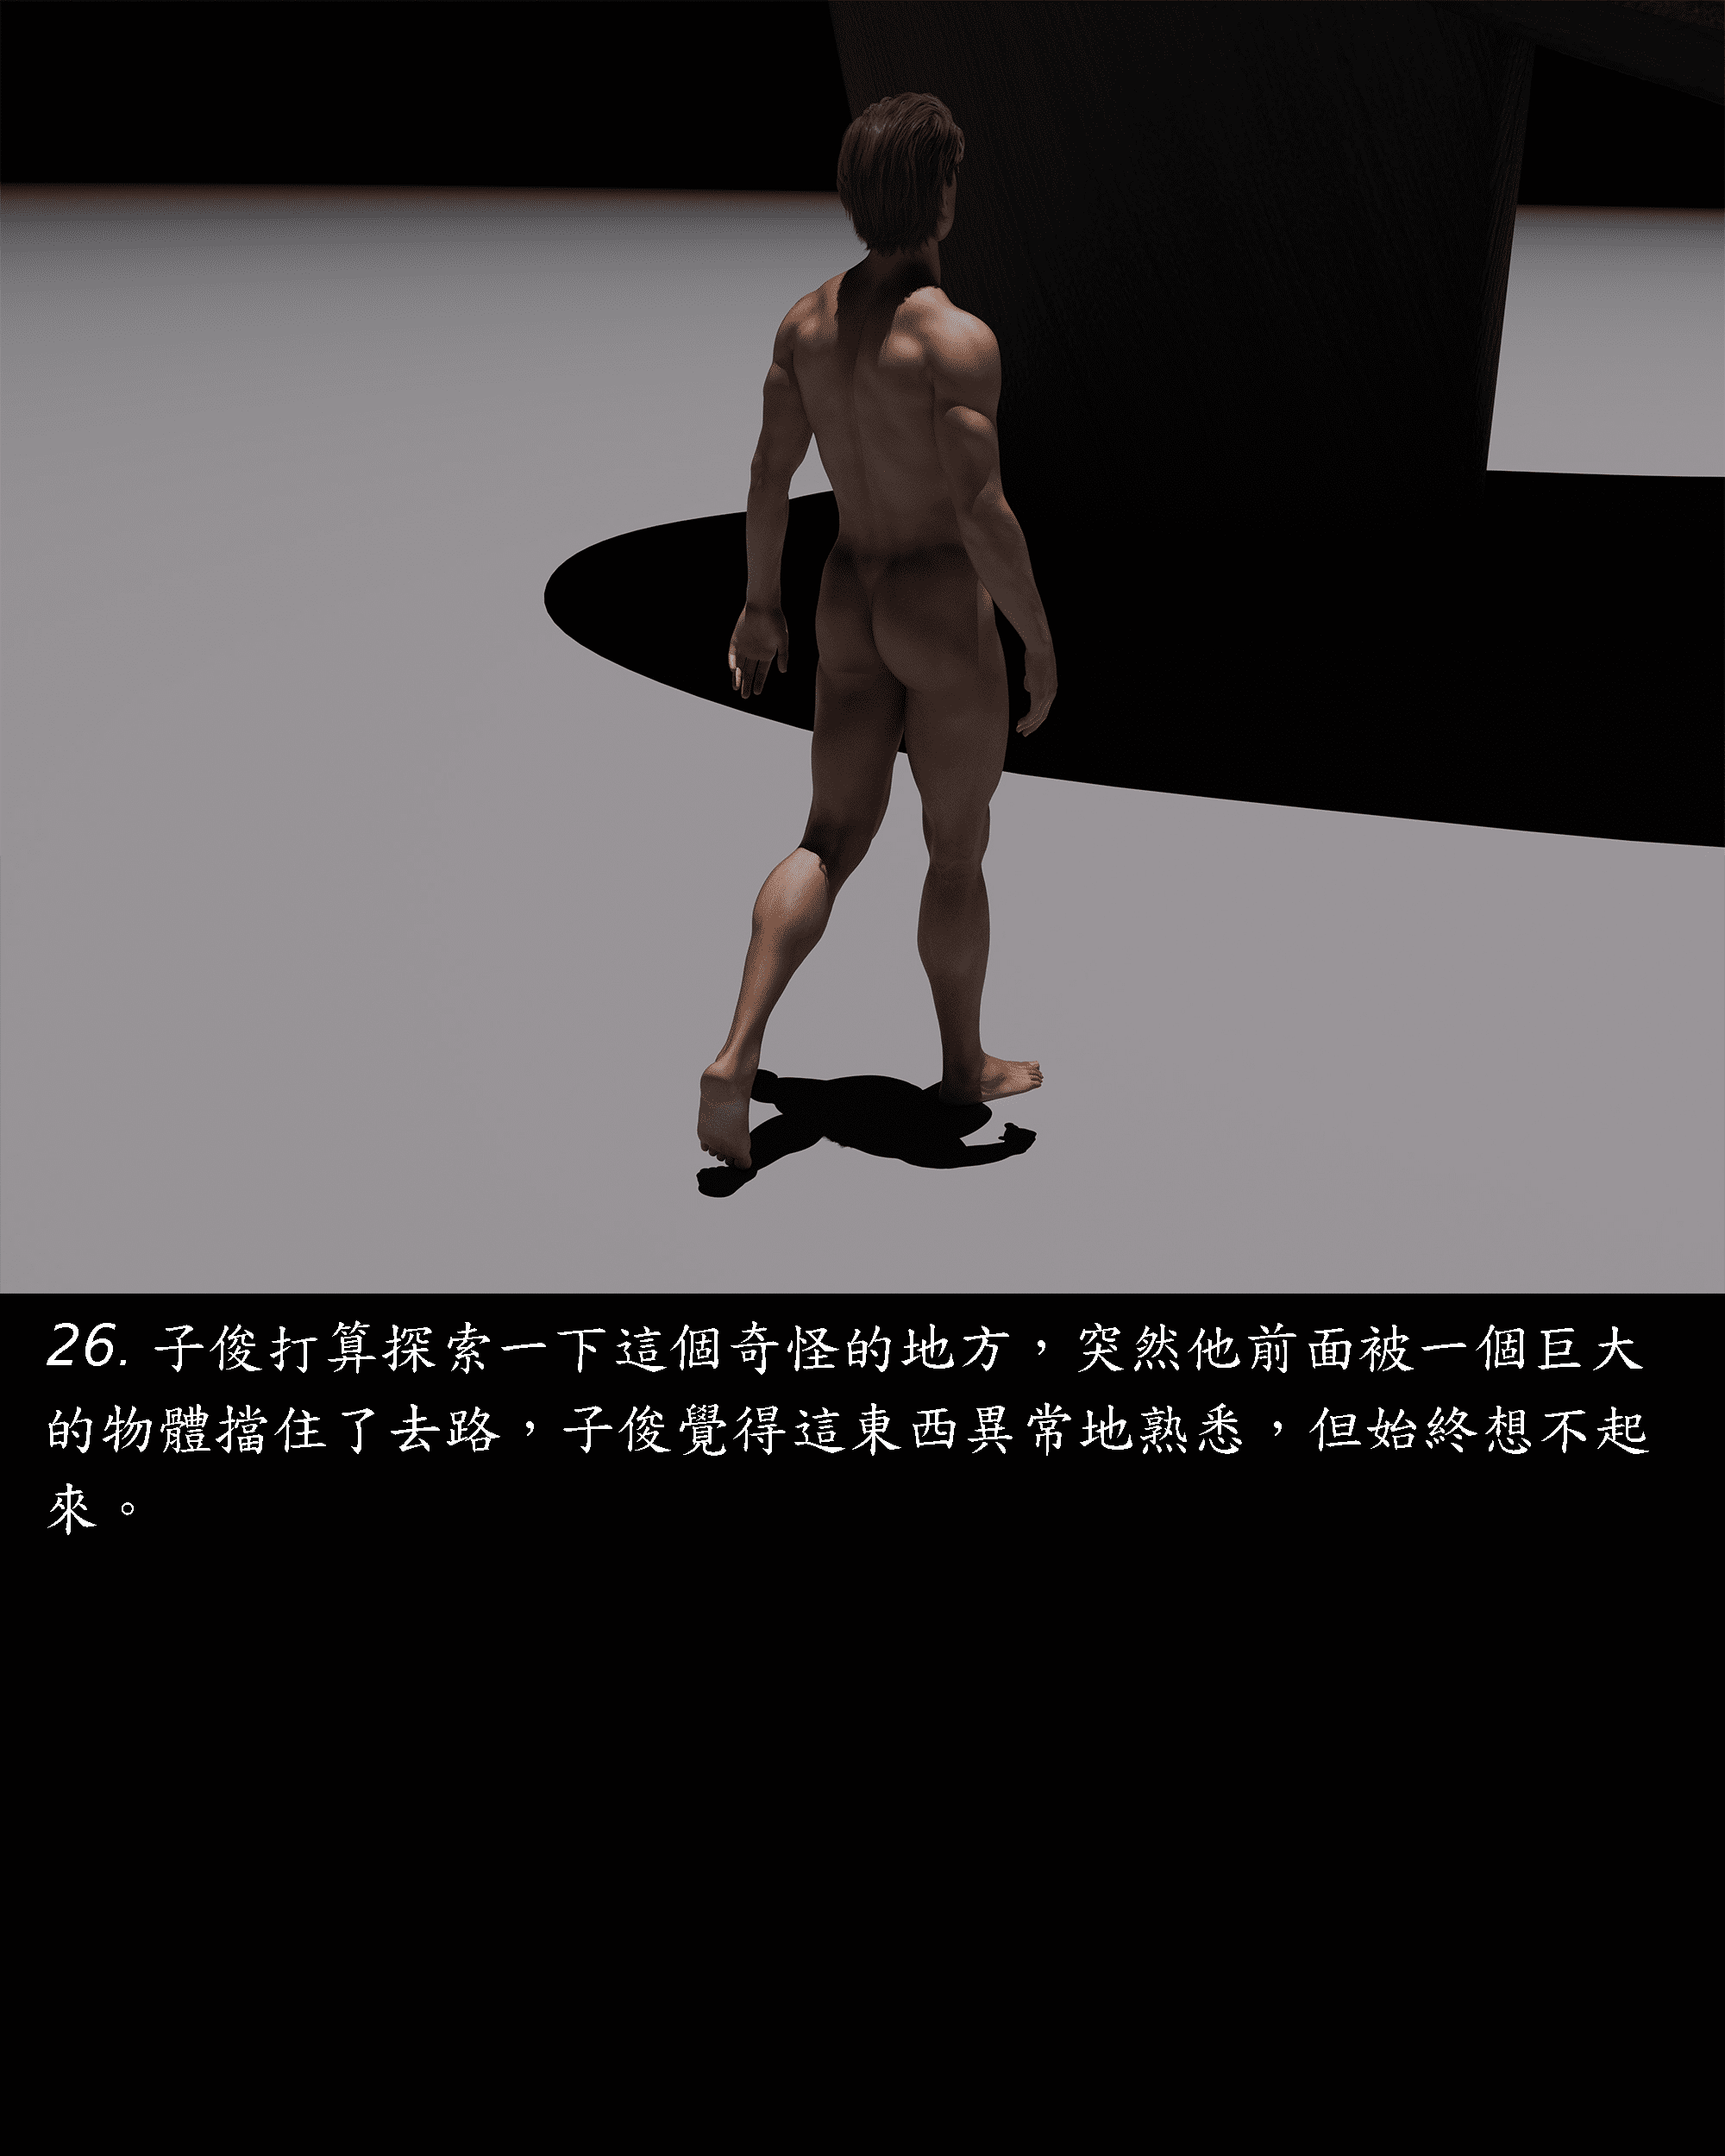 26. 子俊打算探索一下這個奇怪的地方，突然他前面被一個巨大
的物體擋住了去路，子俊覺得這東西異常地熟悉，但始終想不起
來。